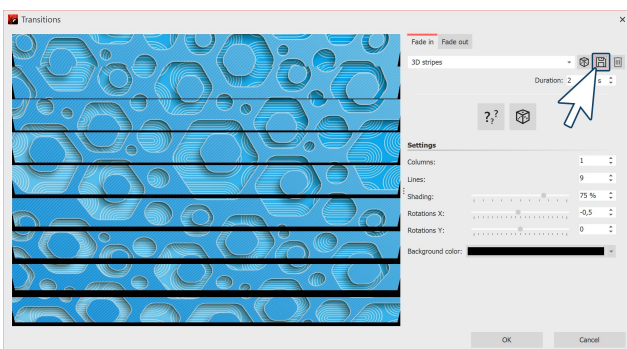 Transitions
Fade in Fade out
3D stripes
Duration: 2 s
??
?
Settings
Columns: 1
Lines: 9
Shading: 75 %
Rotations X: -0,5
Rotations Y: 0
Background color:
OK Cancel